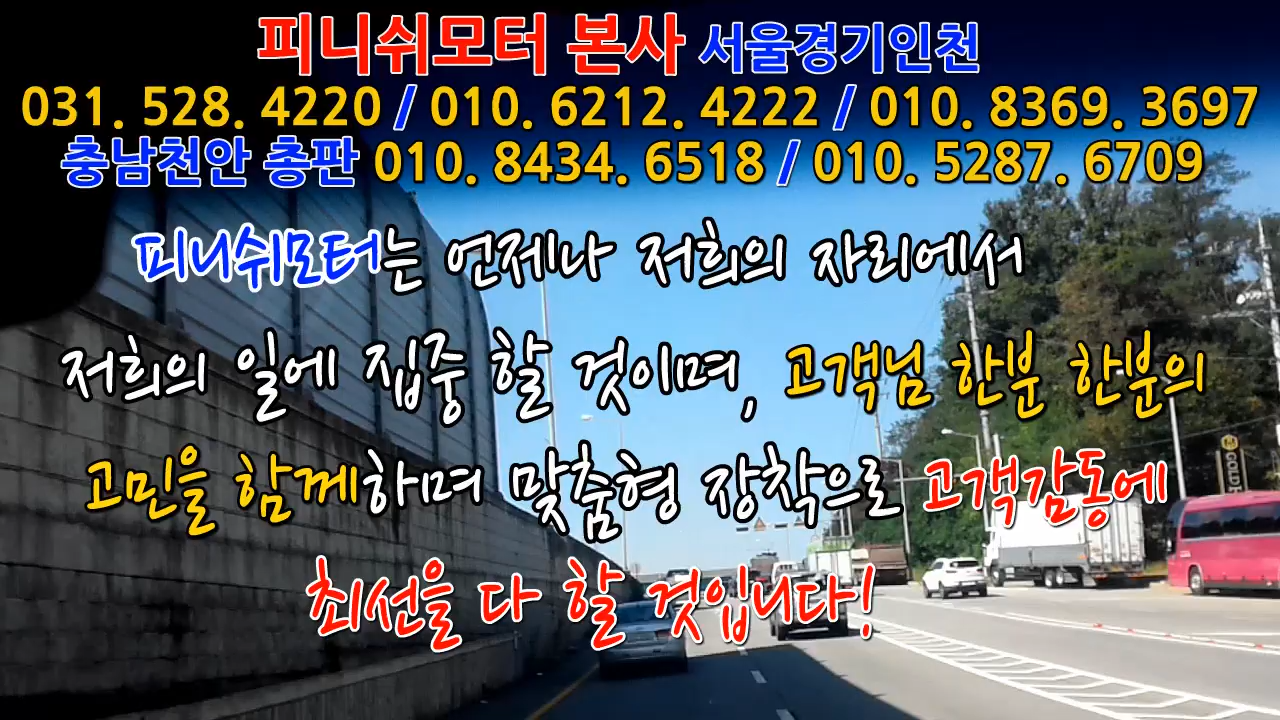 피니쉬모터 본사 서울경기인천
031. 528. 4220 / 010. 6212. 4222 / 010. 8369. 3697
충남천안 총판 010. 8434. 6518 / 010. 5287. 6709
피니쉬모터는 언제나 저희의 자리에서
저희의 일에 집중 할 것이며, 고객님 한분 한분의
고민을 함께하며 맞춤형 장착으로 고객감동에
최선을 다 할 것입니다!